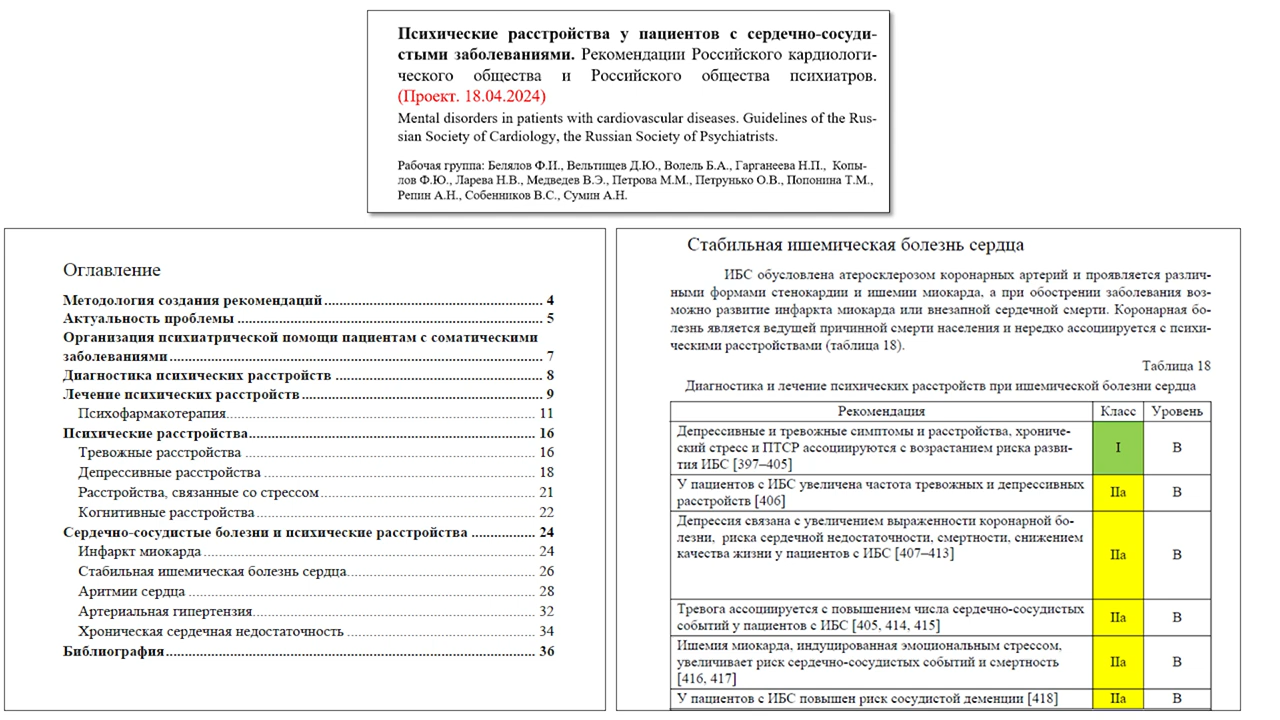 Психические расстройства у пациентов с сердечно-сосуди-
стыми заболеваниями. Рекомендации Российского кардиологи-
ческого общества и Российского общества психиатров.
(Проект. 18.04.2024)
Mental disorders in patients with cardiovascular diseases. Guidelines of the Rus-
sian Society of Cardiology, the Russian Society of Psychiatrists.
Рабочая группа: Белялов Ф.И., Вельтищев Д.Ю., Волель Б.А., Гарганеева Н.П., Копы-
лов Ф.Ю., Ларева Н.В., Медведев В.Э., Петрова М.М., Петрунько О.В., Попонина Т.М.,
Репин А.Н., Собенников В.С., Сумин А.Н.
Оглавление
Методология создания рекомендаций 4
Актуальность проблемы 5
Организация психиатрической помощи пациентам с соматическими
заболеваниями 7
Диагностика психических расстройств 8
Лечение психических расстройств 9
Психофармакотерапия 11
Психические расстройства 16
Тревожные расстройства 16
Депрессивные расстройства 18
Расстройства, связанные со стрессом 21
Когнитивные расстройства 22
Сердечно-сосудистые болезни и психические расстройства 24
Инфаркт миокарда 24
Стабильная ишемическая болезнь сердца 26
Аритмии сердца 28
Артериальная гипертензия 32
Хроническая сердечная недостаточность 34
Библиография 36
Стабильная ишемическая болезнь сердца
ИБС обусловлена атеросклерозом коронарных артерий и проявляется различ-
ными формами стенокардии и ишемии миокарда, а при обострении заболевания воз-
можно развитие инфаркта миокарда или внезапной сердечной смерти. Коронарная бо-
лезнь является ведущей причинной смерти населения и нередко ассоциируется с психи-
ческими расстройствами (таблица 18).
Таблица 18
Диагностика и лечение психических расстройств при ишемической болезни сердца
Рекомендация Класс Уровень
Депрессивные и тревожные симптомы и расстройства, хрониче-
ский стресс и ПТСР ассоциируются с возрастанием риска разви-
тия ИБС [397–405] I B
У пациентов с ИБС увеличена частота тревожных и депрессивных
расстройств [406] IIa B
Депрессия связана с увеличением выраженности коронарной бо-
лезни, риска сердечной недостаточности, смертности, снижением
качества жизни у пациентов с ИБС [407–413] IIa B
Тревога ассоциируется с повышением числа сердечно-сосудистых
событий у пациентов с ИБС [405, 414, 415] IIa B
Ишемия миокарда, индуцированная эмоциональным стрессом,
увеличивает риск сердечно-сосудистых событий и смертность
[416, 417] IIa B
У пациентов с ИБС повышен риск сосудистой деменции [418] IIa B